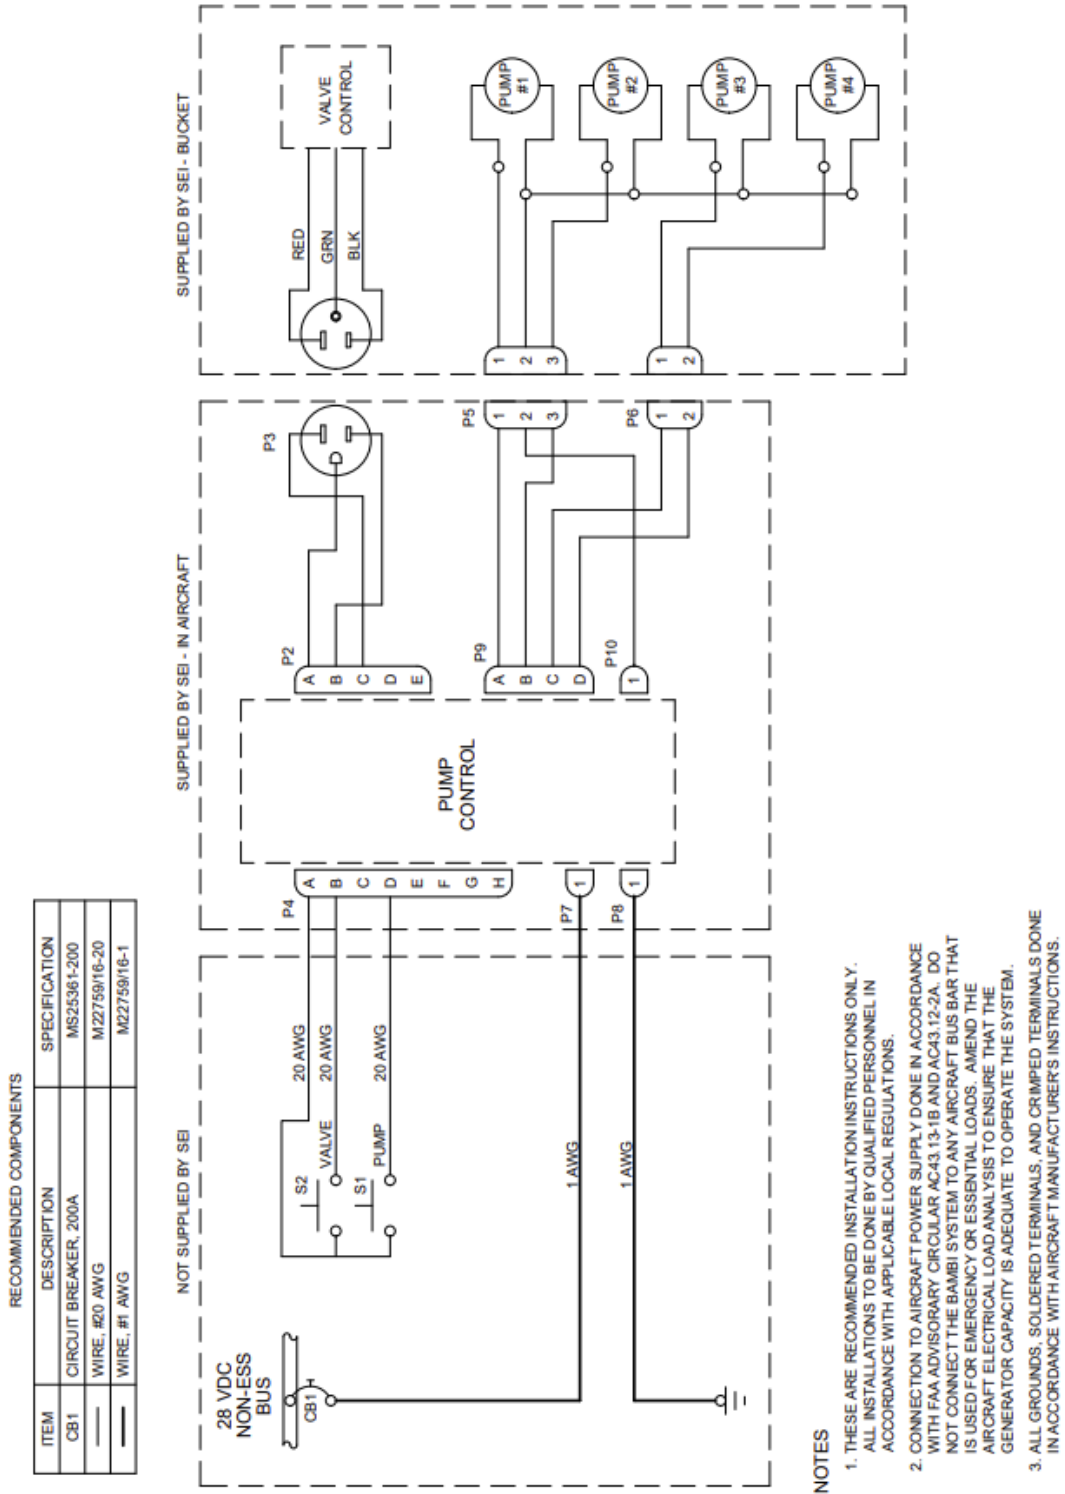 RECOMMENDED COMPONENTS
ITEM DESCRIPTION SPECIFICATION
CB1 CIRCUIT BREAKER, 200A MS25361-200
WIRE, #20 AWG M22759/16-20
WIRE, #1 AWG M22759/16-1
NOT SUPPLIED BY SEI
SUPPLIED BY SEI - IN AIRCRAFT
SUPPLIED BY SEI - BUCKET
28 VDC
NON-ESS
BUS
CB1
S2
VALVE
S1
PUMP
20 AWG
20 AWG
20 AWG
1 AWG
1 AWG
P4
A
B
C
D
E
F
G
H
P7
1
P8
1
PUMP
CONTROL
P2
A
B
C
D
E
P9
A
B
C
D
P10
1
P3
P5
1
2
3
P6
1
2
1
2
3
1
2
RED
GRN
BLK
VALVE
CONTROL
PUMP
#1
PUMP
#2
PUMP
#3
PUMP
#4
NOTES
1. THESE ARE RECOMMENDED INSTALLATION INSTRUCTIONS ONLY.
ALL INSTALLATIONS TO BE DONE BY QUALIFIED PERSONNEL IN
ACCORDANCE WITH APPLICABLE LOCAL REGULATIONS.
2. CONNECTION TO AIRCRAFT POWER SUPPLY DONE IN ACCORDANCE
WITH FAA ADVISORARY CIRCULAR AC43.13-1B AND AC43.12-2A. DO
NOT CONNECT THE BAMBI SYSTEM TO ANY AIRCRAFT BUS BAR THAT
IS USED FOR EMERGENCY OR ESSENTIAL LOADS. AMEND THE
AIRCRAFT ELECTRICAL LOAD ANALYSIS TO ENSURE THAT THE
GENERATOR CAPACITY IS ADEQUATE TO OPERATE THE SYSTEM.
3. ALL GROUNDS, SOLDERED TERMINALS, AND CRIMPED TERMINALS DONE
IN ACCORDANCE WITH AIRCRAFT MANUFACTURER'S INSTRUCTIONS.